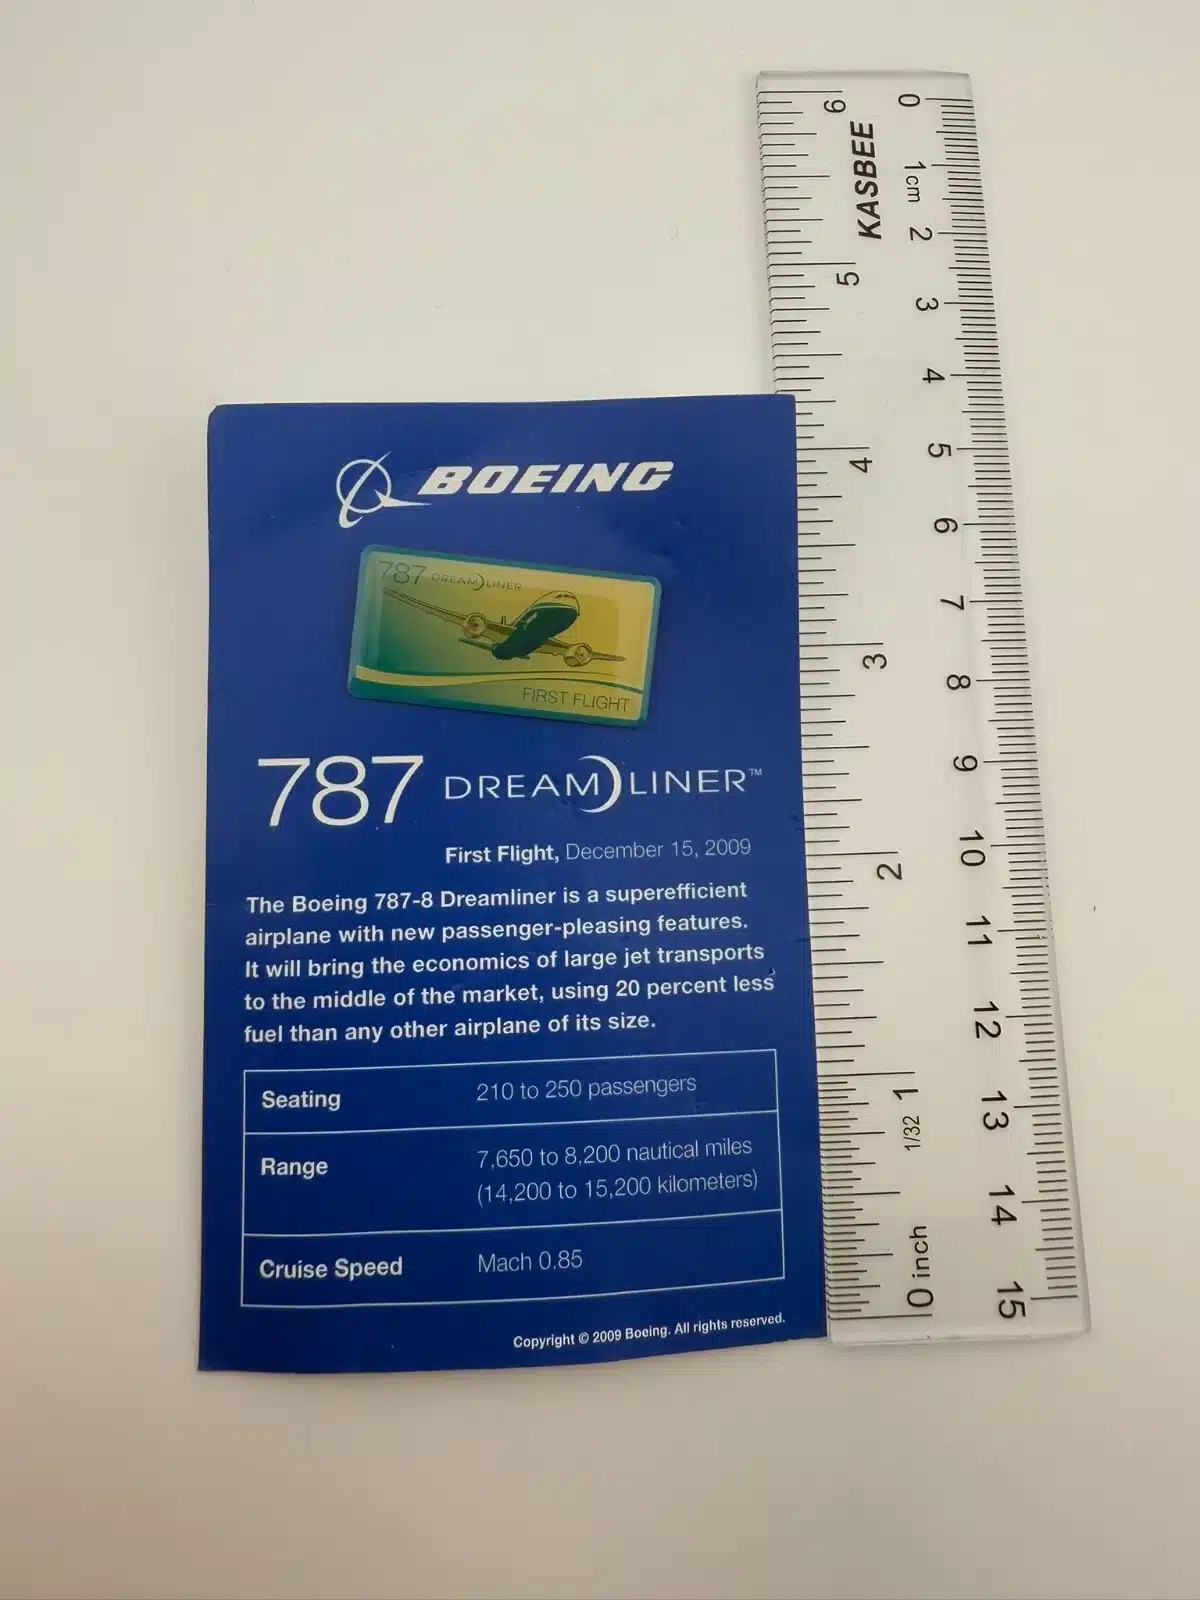 BOEING
787 DREAMLINER
FIRST FLIGHT
787 DREAMLINER™
First Flight, December 15, 2009
The Boeing 787-8 Dreamliner is a superefficient
airplane with new passenger-pleasing features.
It will bring the economics of large jet transports
to the middle of the market, using 20 percent less
fuel than any other airplane of its size.
Seating 210 to 250 passengers
Range 7,650 to 8,200 nautical miles
(14,200 to 15,200 kilometers)
Cruise Speed Mach 0.85
Copyright © 2009 Boeing. All rights reserved.
KASBEE
0 1cm 2 3 4 5 6 7 8 9 10 11 12 13 14 15
6 5 4 3 2 1 0 inch
1/32